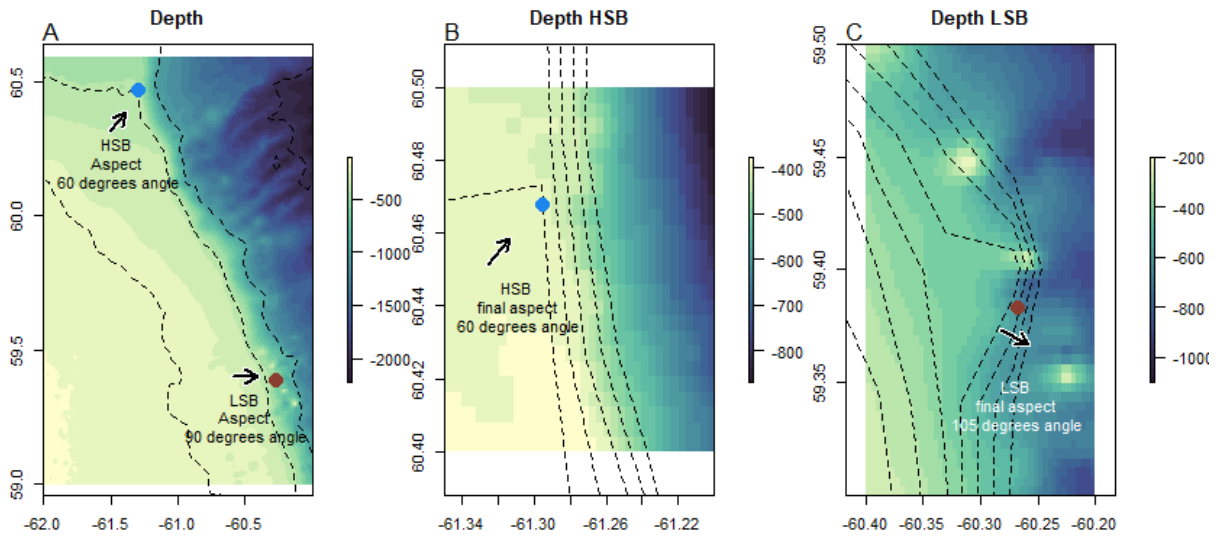 A
Depth
60.5
60.0
59.5
59.0
-62.0
-61.5
-61.0
-60.5
HSB
Aspect
60 degrees angle
LSB
Aspect
90 degrees angle
-500
-1000
-1500
-2000
B
Depth HSB
60.50
60.48
60.46
60.44
60.42
60.40
-61.34
-61.30
-61.26
-61.22
HSB
final aspect
60 degrees angle
-400
-500
-600
-700
-800
C
Depth LSB
59.50
59.45
59.40
59.35
-60.40
-60.35
-60.30
-60.25
-60.20
LSB
final aspect
105 degrees angle
-200
-400
-600
-800
-1000